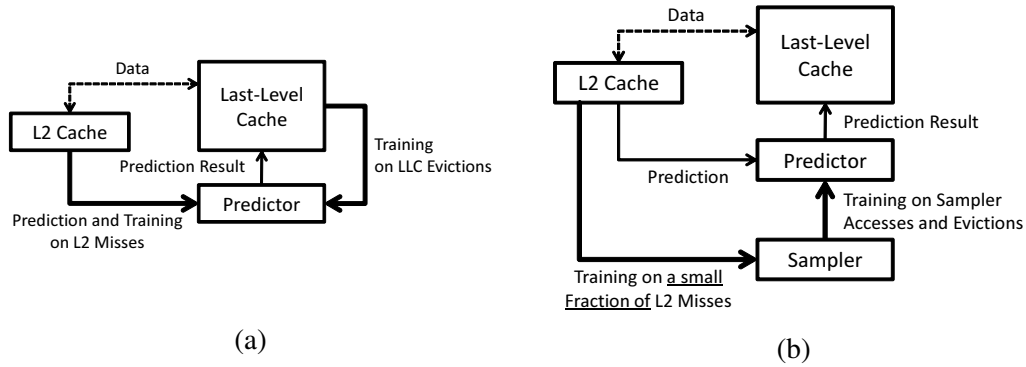 Data
Last-Level
Cache
L2 Cache
Prediction Result
Training
on LLC Evictions
Predictor
Prediction and Training
on L2 Misses
(a)
Data
Last-Level
Cache
L2 Cache
Prediction Result
Predictor
Prediction
Training on Sampler
Accesses and Evictions
Sampler
Training on a small
Fraction of L2 Misses
(b)